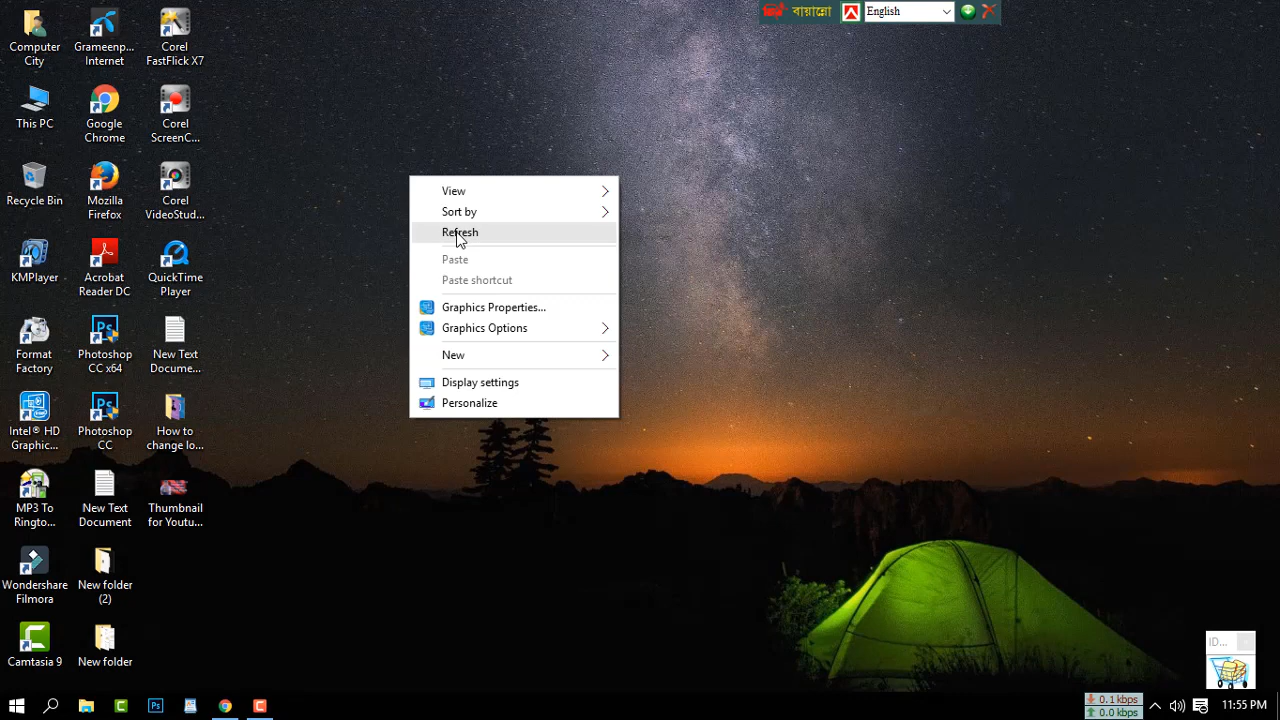 বায়ান্নো
English
Computer
City
Grameenp...
Internet
Corel
FastFlick X7
This PC
Google
Chrome
Corel
ScreenC...
Recycle Bin
Mozilla
Firefox
Corel
VideoStud...
KMPlayer
Acrobat
Reader DC
QuickTime
Player
Format
Factory
Photoshop
CC x64
New Text
Docume...
Intel® HD
Graphic...
Photoshop
CC
How to
change lo...
MP3 To
Rington...
New Text
Document
Thumbnail
for Youtu...
Wondershare
Filmora
New folder
(2)
Camtasia 9
New folder
View
Sort by
Refresh
Paste
Paste shortcut
Graphics Properties...
Graphics Options
New
Display settings
Personalize
ID...
0.1 kbps
0.0 kbps
11:55 PM